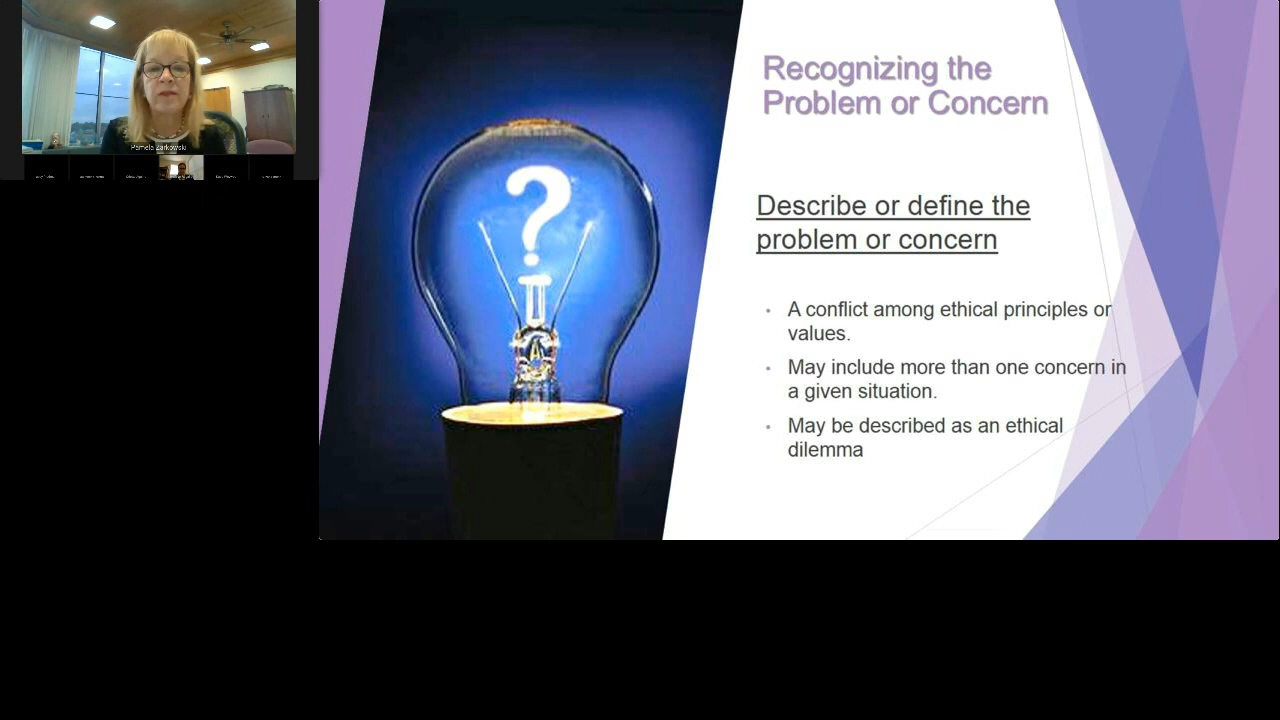 Pamela Zarkowski
Recognizing the
Problem or Concern
Describe or define the
problem or concern
• A conflict among ethical principles or
values.
• May include more than one concern in
a given situation.
• May be described as an ethical
dilemma
?